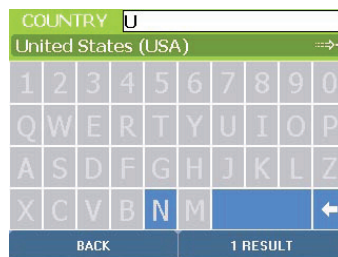 COUNTRY U
United States (USA)
1 2 3 4 5 6 7 8 9 0
Q W E R T Y U I O P
A S D F G H J K L Z
X C V B N M
BACK 1 RESULT